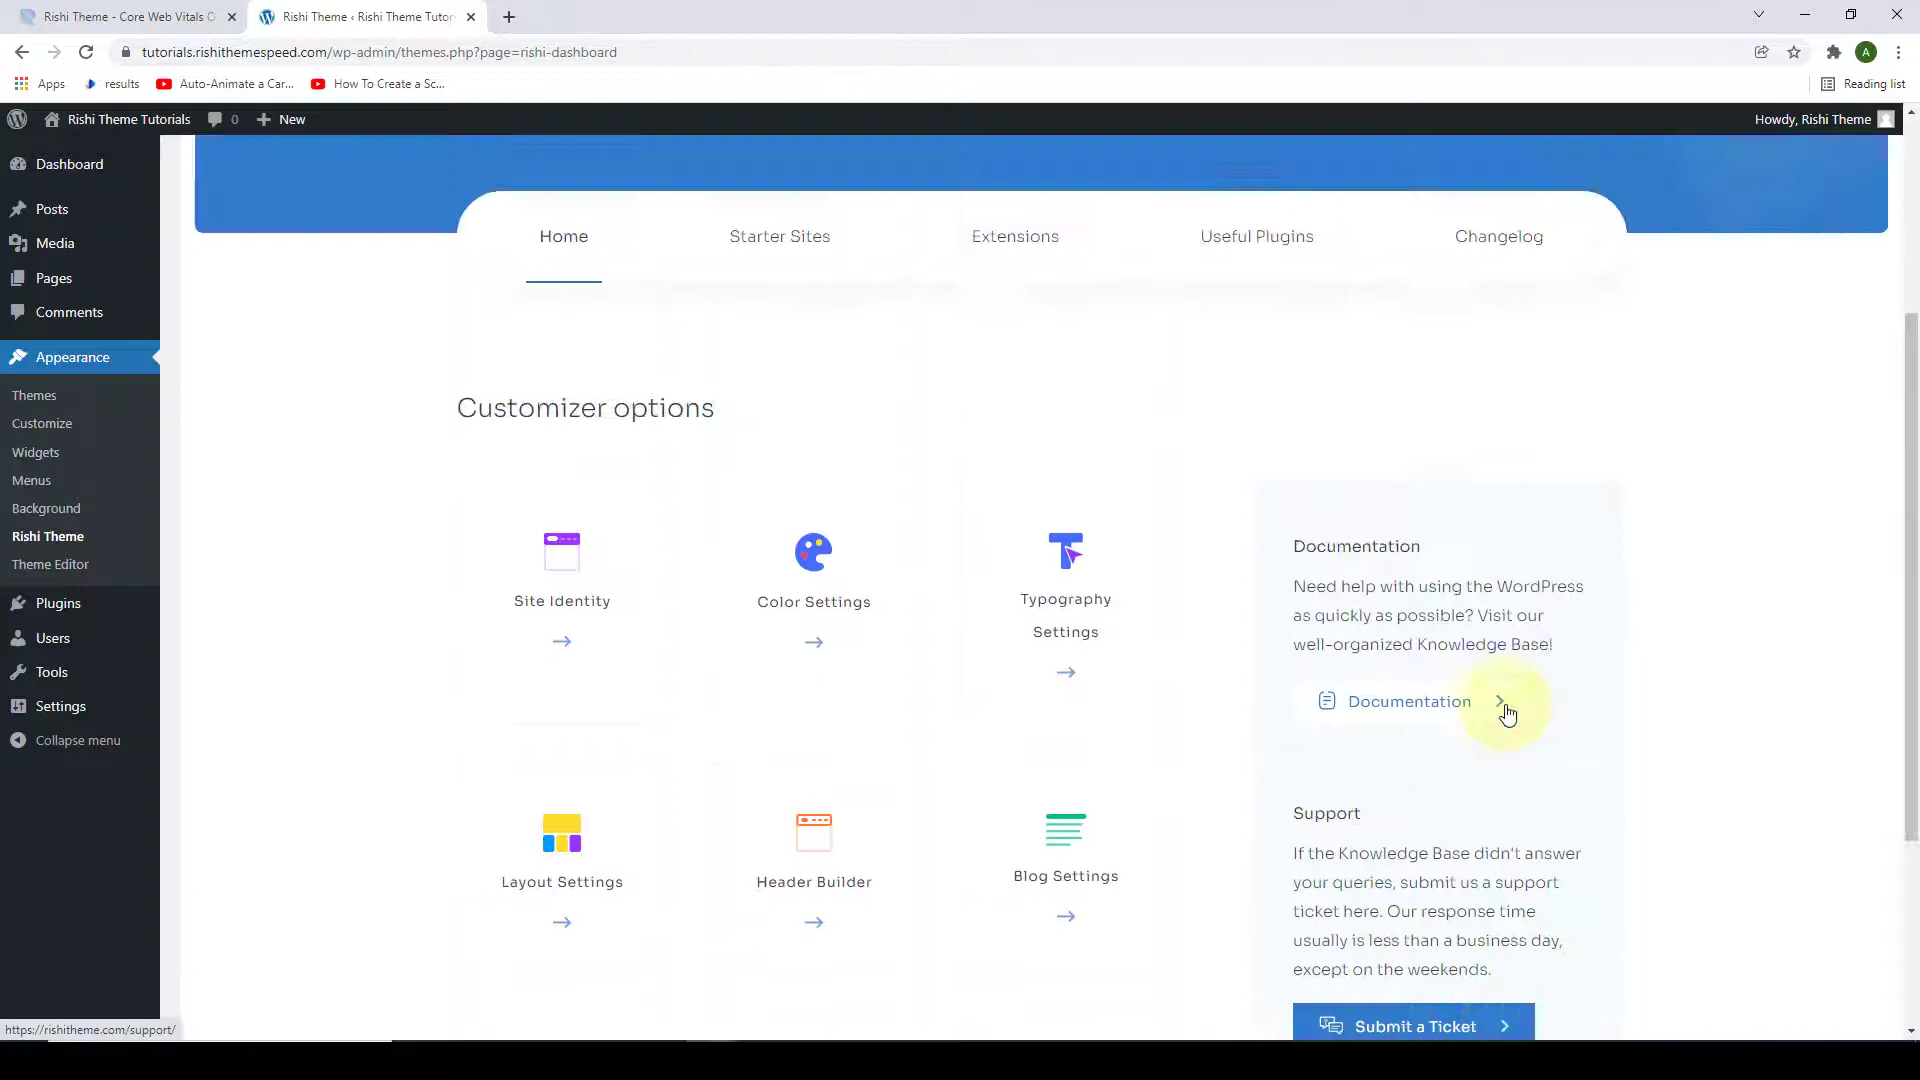 Rishi Theme - Core Web Vitals O
Rishi Theme ‹ Rishi Theme Tutor
tutorials.rishithemespeed.com/wp-admin/themes.php?page=rishi-dashboard
A
Apps
results
Auto-Animate a Car...
How To Create a Sc...
Reading list
Rishi Theme Tutorials
0
New
Howdy, Rishi Theme
Dashboard
Posts
Media
Pages
Comments
Appearance
Themes
Customize
Widgets
Menus
Background
Rishi Theme
Theme Editor
Plugins
Users
Tools
Settings
Collapse menu
Home
Starter Sites
Extensions
Useful Plugins
Changelog
Customizer options
Site Identity
Color Settings
Typography
Settings
Layout Settings
Header Builder
Blog Settings
Documentation
Need help with using the WordPress
as quickly as possible? Visit our
well-organized Knowledge Base!
Documentation
Support
If the Knowledge Base didn't answer
your queries, submit us a support
ticket here. Our response time
usually is less than a business day,
except on the weekends.
Submit a Ticket
https://rishitheme.com/support/